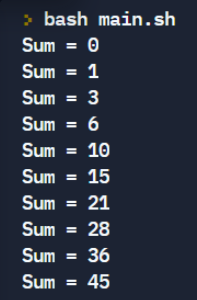 > bash main.sh
Sum = 0
Sum = 1
Sum = 3
Sum = 6
Sum = 10
Sum = 15
Sum = 21
Sum = 28
Sum = 36
Sum = 45